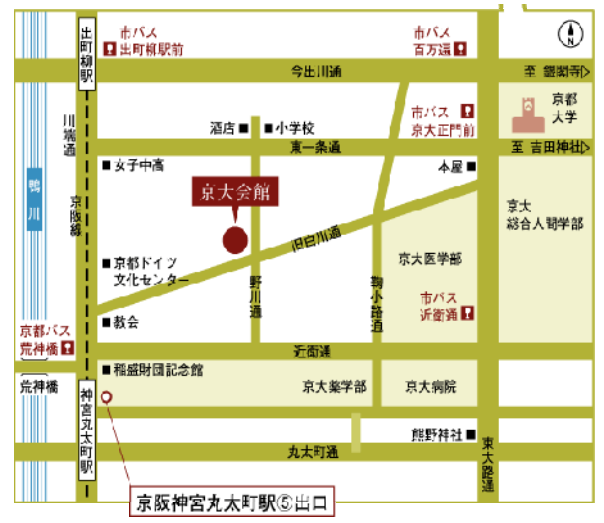 出町柳駅
市バス
出町柳駅前
市バス
百万遍
N
今出川通
至 銀閣寺
京都
大学
川端通
酒店
小学校
市バス
京大正門前
東一条通
至 吉田神社
女子中高
本屋
鴨川
京阪線
京大会館
京大
総合人間学部
旧白川通
京都ドイツ
文化センター
野川通
鞠小路通
京大医学部
市バス
近衛通
教会
京都バス
荒神橋
近衛通
稲盛財団記念館
荒神橋
神宮丸太町駅
京大薬学部
京大病院
熊野神社
丸太町通
東大路通
京阪神宮丸太町駅⑤出口